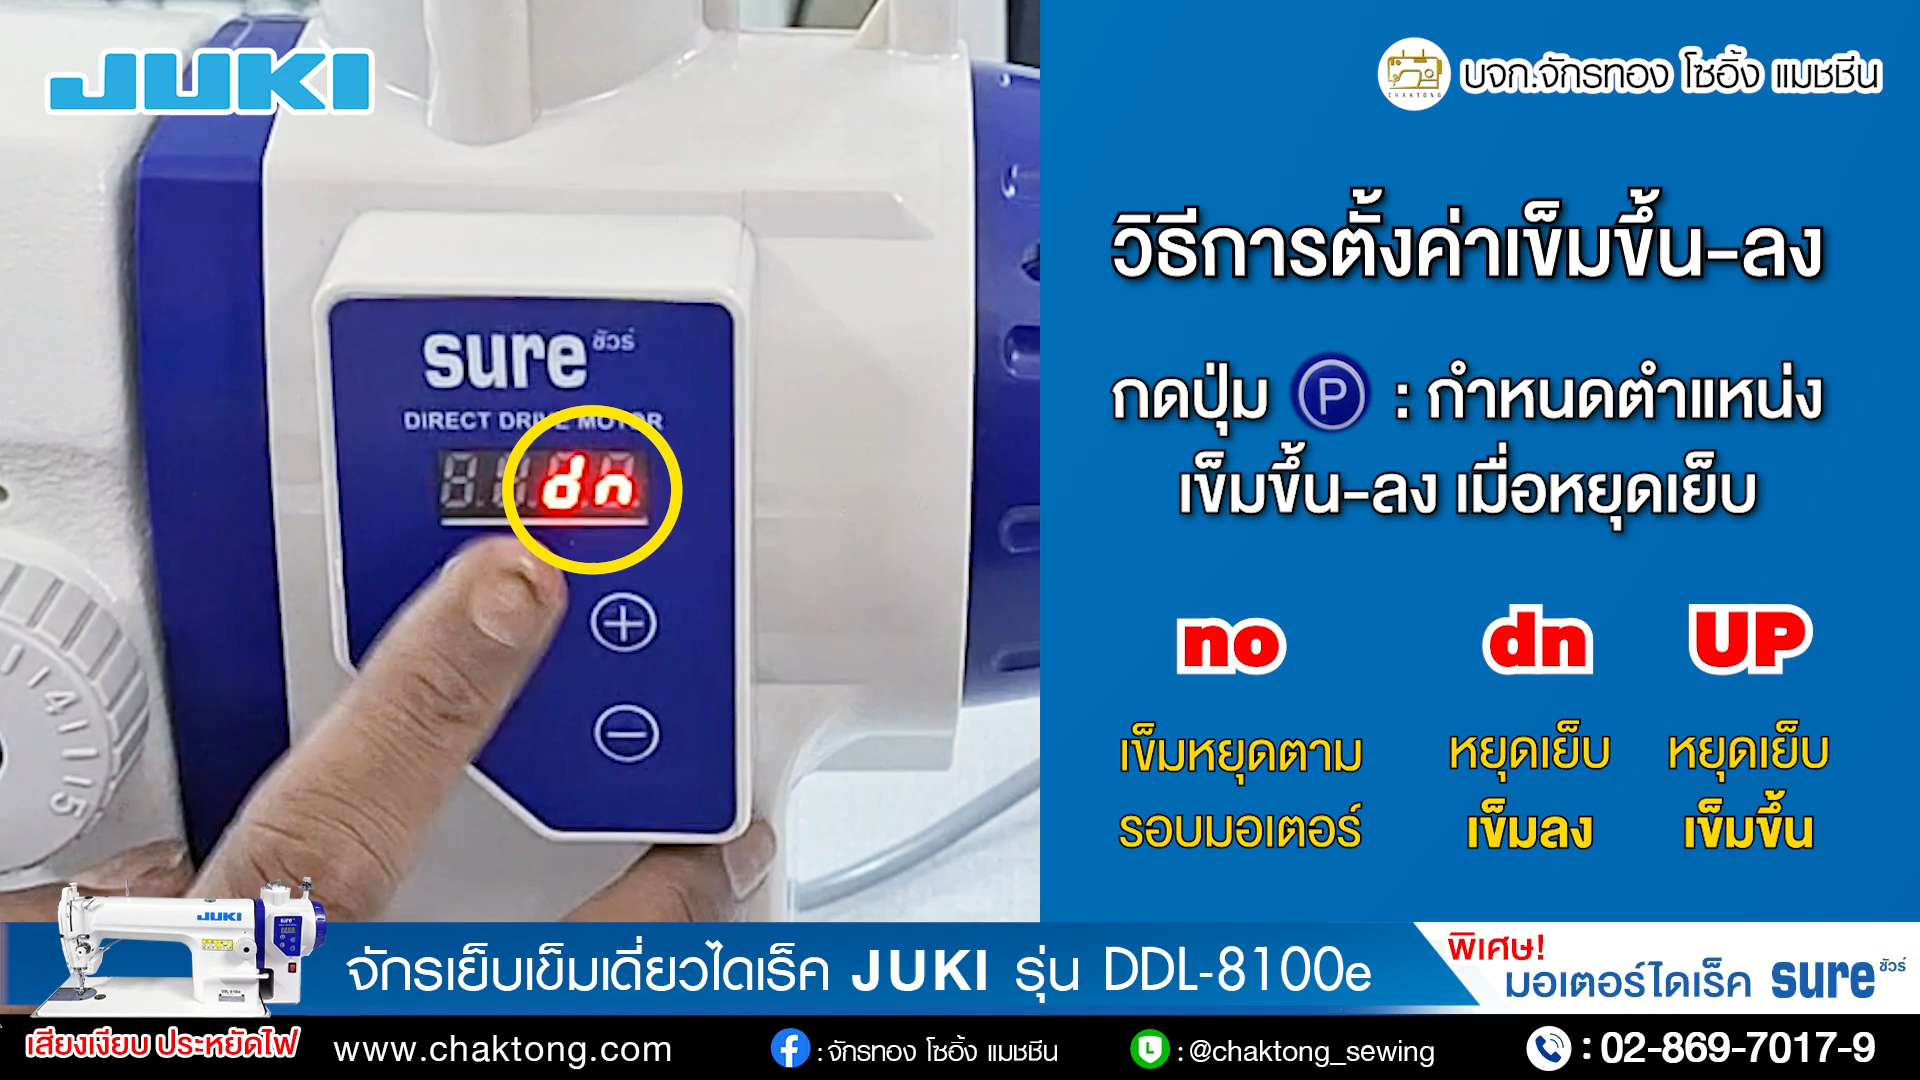 JUKI
CHAKTONG
บจก.จักรทอง โซอิ้ง แมชชีน
วิธีการตั้งค่าเข็มขึ้น-ลง
กดปุ่ม P : กำหนดตำแหน่ง
เข็มขึ้น-ลง เมื่อหยุดเย็บ
no dn UP
เข็มหยุดตาม หยุดเย็บ หยุดเย็บ
รอบมอเตอร์ เข็มลง เข็มขึ้น
sure ชัวร์
DIRECT DRIVE MOTOR
dn
+
−
14
15
JUKI
sure
จักรเย็บเข็มเดี่ยวไดเร็ค JUKI รุ่น DDL-8100e
พิเศษ!
มอเตอร์ไดเร็ค sure ชัวร์
เสียงเงียบ ประหยัดไฟ
www.chaktong.com
: จักรทอง โซอิ้ง แมชชีน
L : @chaktong_sewing
: 02-869-7017-9